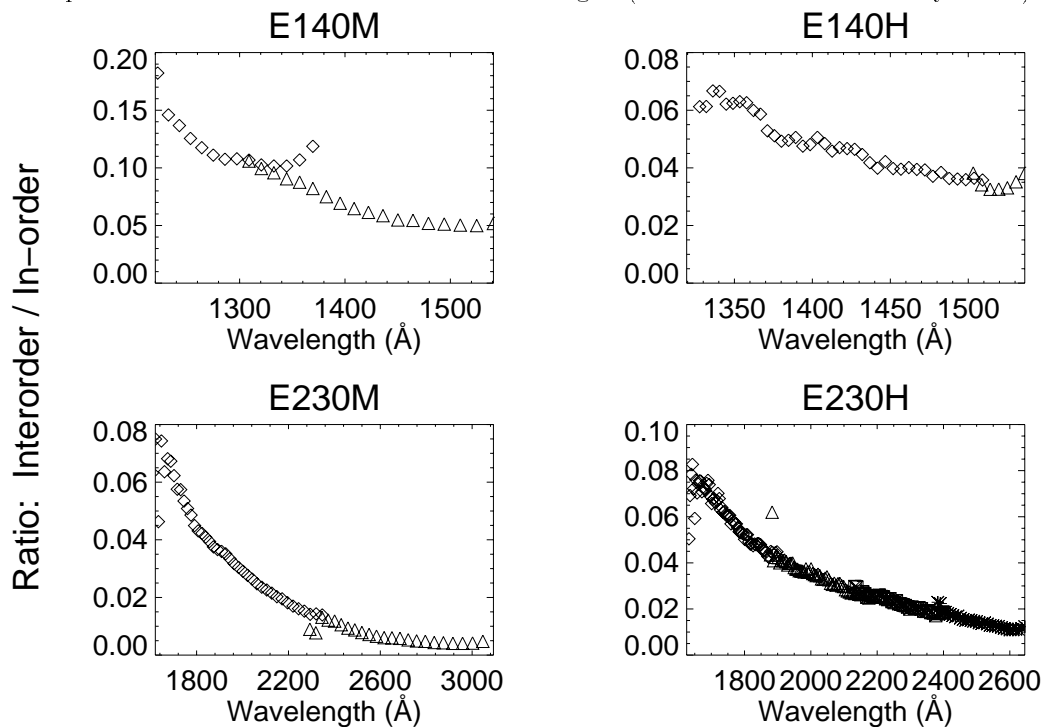 E140M
0.20
0.15
0.10
0.05
0.00
1300 1400 1500
Wavelength (Å)
E140H
0.08
0.06
0.04
0.02
0.00
1350 1400 1450 1500
Wavelength (Å)
Ratio: Interorder / In−order
E230M
0.08
0.06
0.04
0.02
0.00
1800 2200 2600 3000
Wavelength (Å)
E230H
0.10
0.08
0.06
0.04
0.02
0.00
1800 2000 2200 2400 2600
Wavelength (Å)